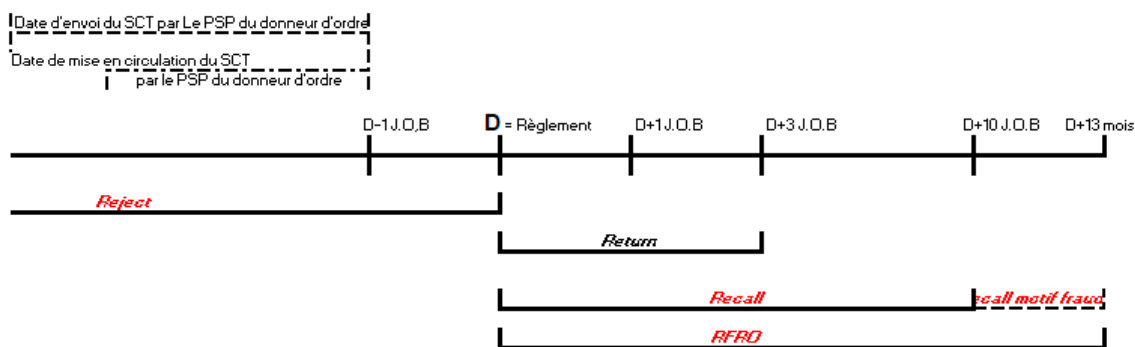 Date d'envoi du SCT par Le PSP du donneur d'ordre
Date de mise en circulation du SCT
par le PSP du donneur d'ordre
D-1 J.O,B D = Règlement D+1 J.O.B D+3 J.O.B D+10 J.O.B D+13 mois
Reject
Return
Recall ecall motif fraud
RFRO